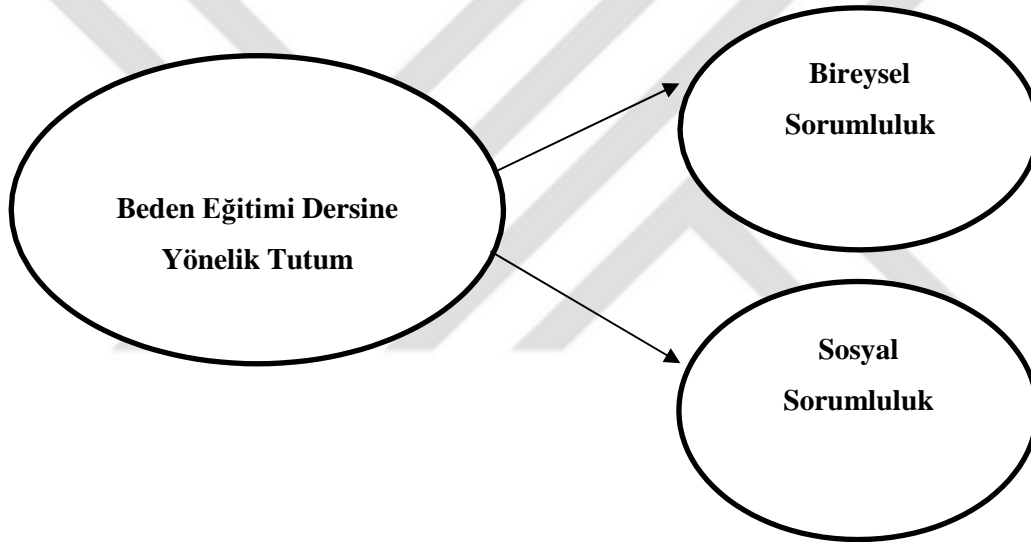 Beden Eğitimi Dersine
Yönelik Tutum
Bireysel
Sorumluluk
Sosyal
Sorumluluk